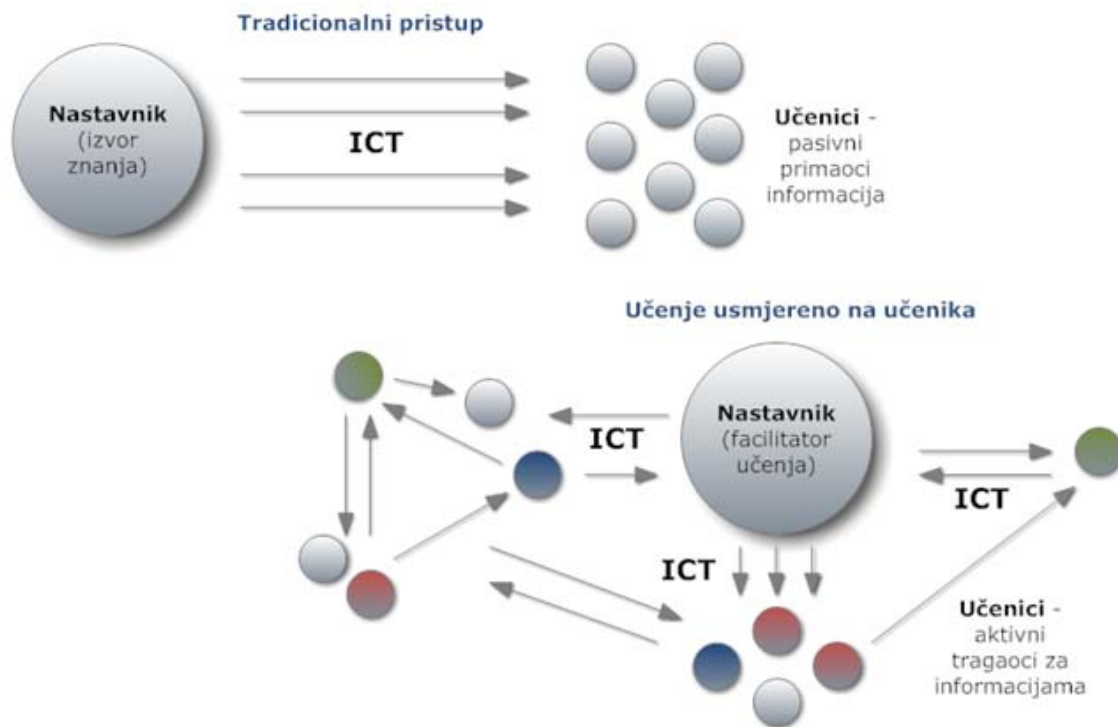 Tradicionalni pristup
Nastavnik
(izvor
znanja)
ICT
Učenici -
pasivni
primaoci
informacija
Učenje usmjereno na učenika
Nastavnik
(facilitator
učenja)
ICT
ICT
ICT
Učenici -
aktivni
tragaoci za
informacijama